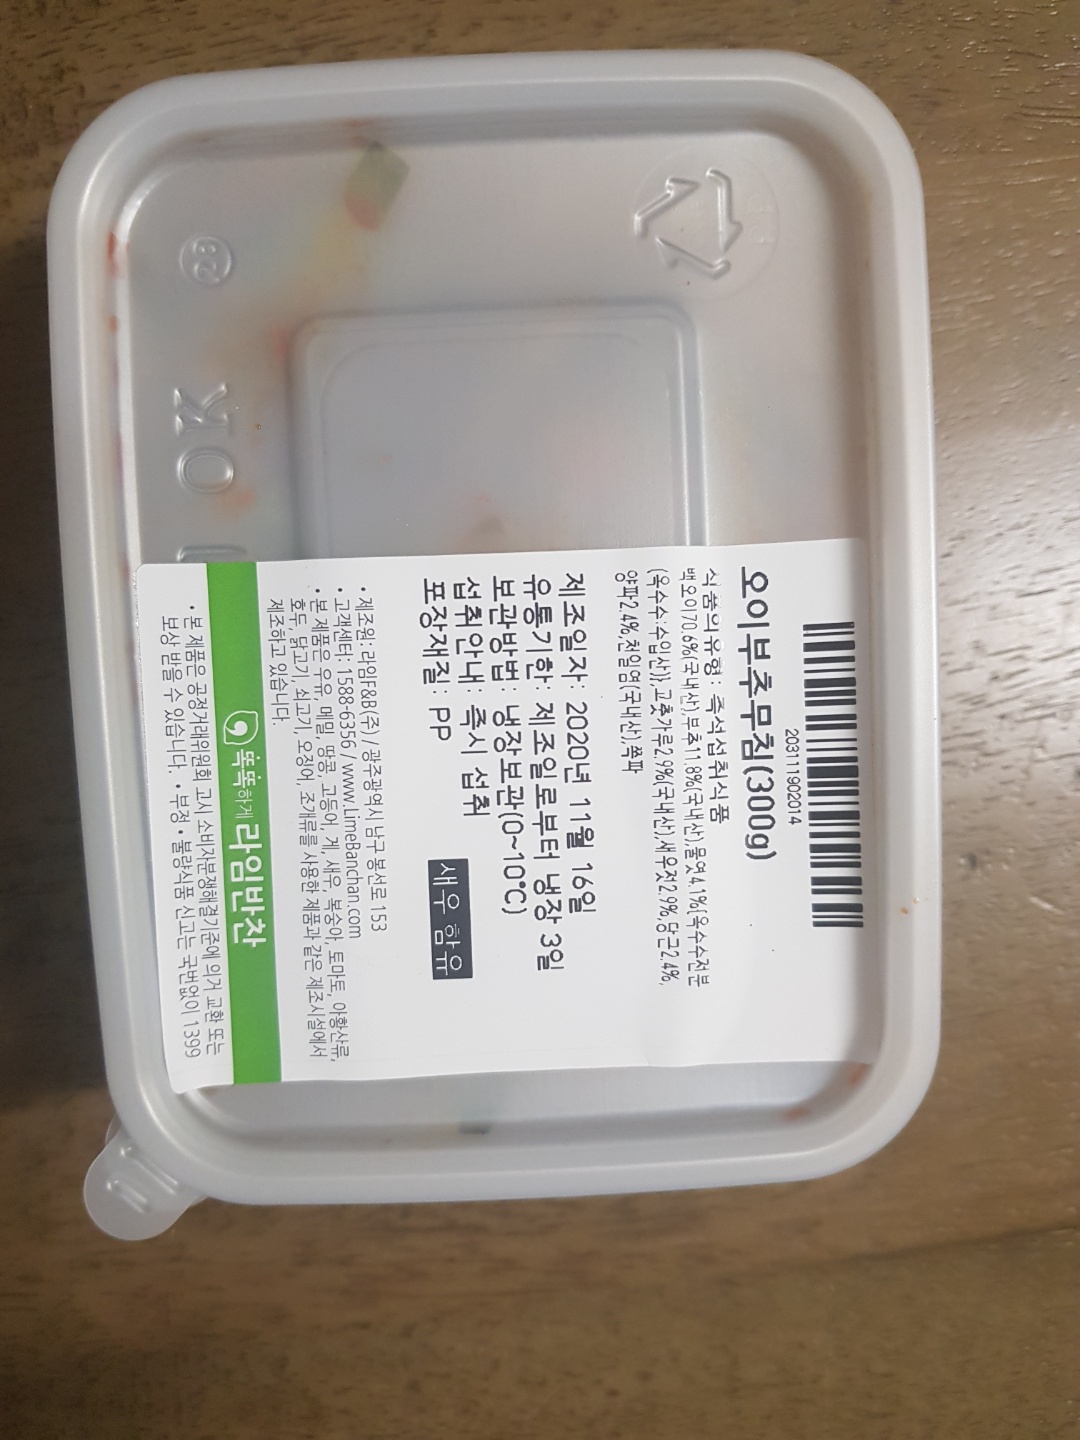 203111902014
오이부추무침(300g)
식품의유형: 즉석섭취식품
백오이70.6%(국내산),부추11.8%(국내산),물엿4.1%{옥수수전분
(옥수수:수입산)},고춧가루2.9%(국내산),새우젓2.9%,당근2.4%,
양파2.4%,천일염(국내산),쪽파
제조일자: 2020년 11월 16일
유통기한: 제조일로부터 냉장 3일
보관방법: 냉장보관(0~10℃)
섭취안내: 즉시 섭취
포장재질: PP
새우 함유
• 제조원: 라임F&B(주) / 광주광역시 남구 봉선로 153
• 고객센터: 1588-6356 / www.LimeBanchan.com
• 본 제품은 우유, 메밀, 땅콩, 고등어, 게, 새우, 복숭아, 토마토, 아황산류,
호두, 닭고기, 쇠고기, 오징어, 조개류를 사용한 제품과 같은 제조시설에서
제조하고 있습니다.
똑똑하게 라임반찬
• 본 제품은 공정거래위원회 고시 소비자분쟁해결기준에 의거 교환 또는
보상 받을 수 있습니다. • 부정 • 불량식품 신고는 국번없이 1399
28
KO